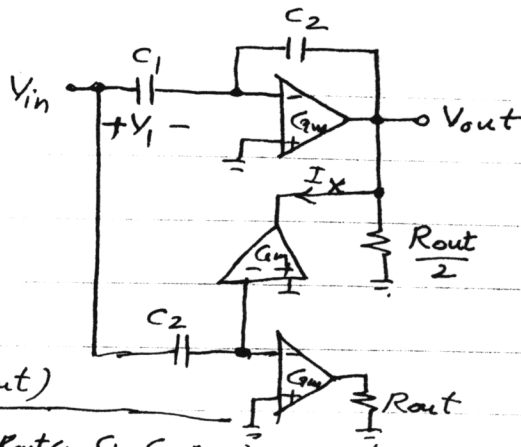 C2
C1
Vin
+ V1 -
-
Gm
+
Vout
Ix
Gm
- +
Rout
2
C2
-
Gm
+
Rout
ut)